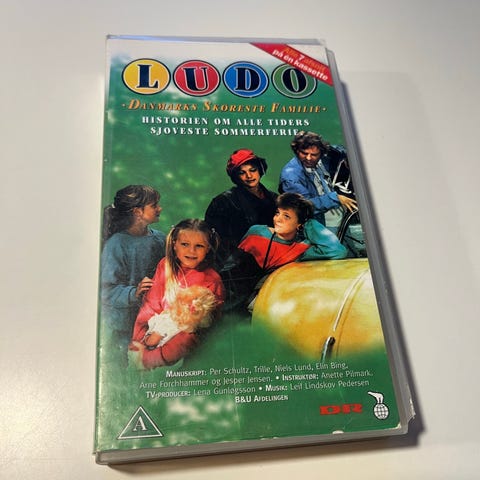 Alle 7 afsnit
på en kassette
LUDO
· DANMARKS SKØRESTE FAMILIE ·
HISTORIEN OM ALLE TIDERS
SJOVESTE SOMMERFERIE
MANUSKRIPT: Per Schultz, Trille, Niels Lund, Elin Bing,
Arne Forchhammer og Jesper Jensen. • INSTRUKTØR: Anette Pilmark.
TV-PRODUCER: Lena Gunløgsson • MUSIK: Leif Lindskov Pedersen
B&U AFDELINGEN
DR
A